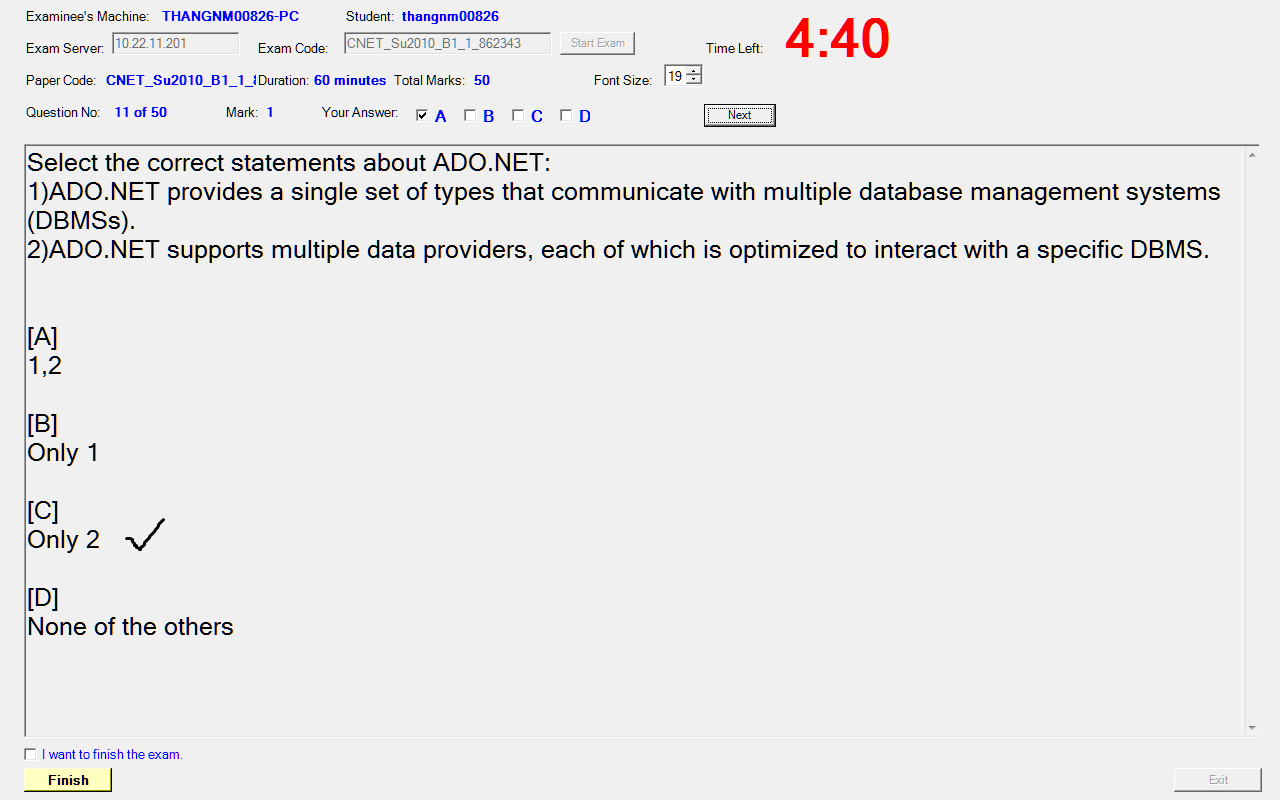 Examinee's Machine: THANGNM00826-PC Student: thangnm00826
Exam Server: 10.22.11.201 Exam Code: CNET_Su2010_B1_1_862343 Start Exam Time Left: 4:40
Paper Code: CNET_Su2010_B1_1_ Duration: 60 minutes Total Marks: 50 Font Size: 19
Question No: 11 of 50 Mark: 1 Your Answer: A B C D Next
Select the correct statements about ADO.NET:
1)ADO.NET provides a single set of types that communicate with multiple database management systems
(DBMSs).
2)ADO.NET supports multiple data providers, each of which is optimized to interact with a specific DBMS.
[A]
1,2
[B]
Only 1
[C]
Only 2
[D]
None of the others
I want to finish the exam.
Finish Exit